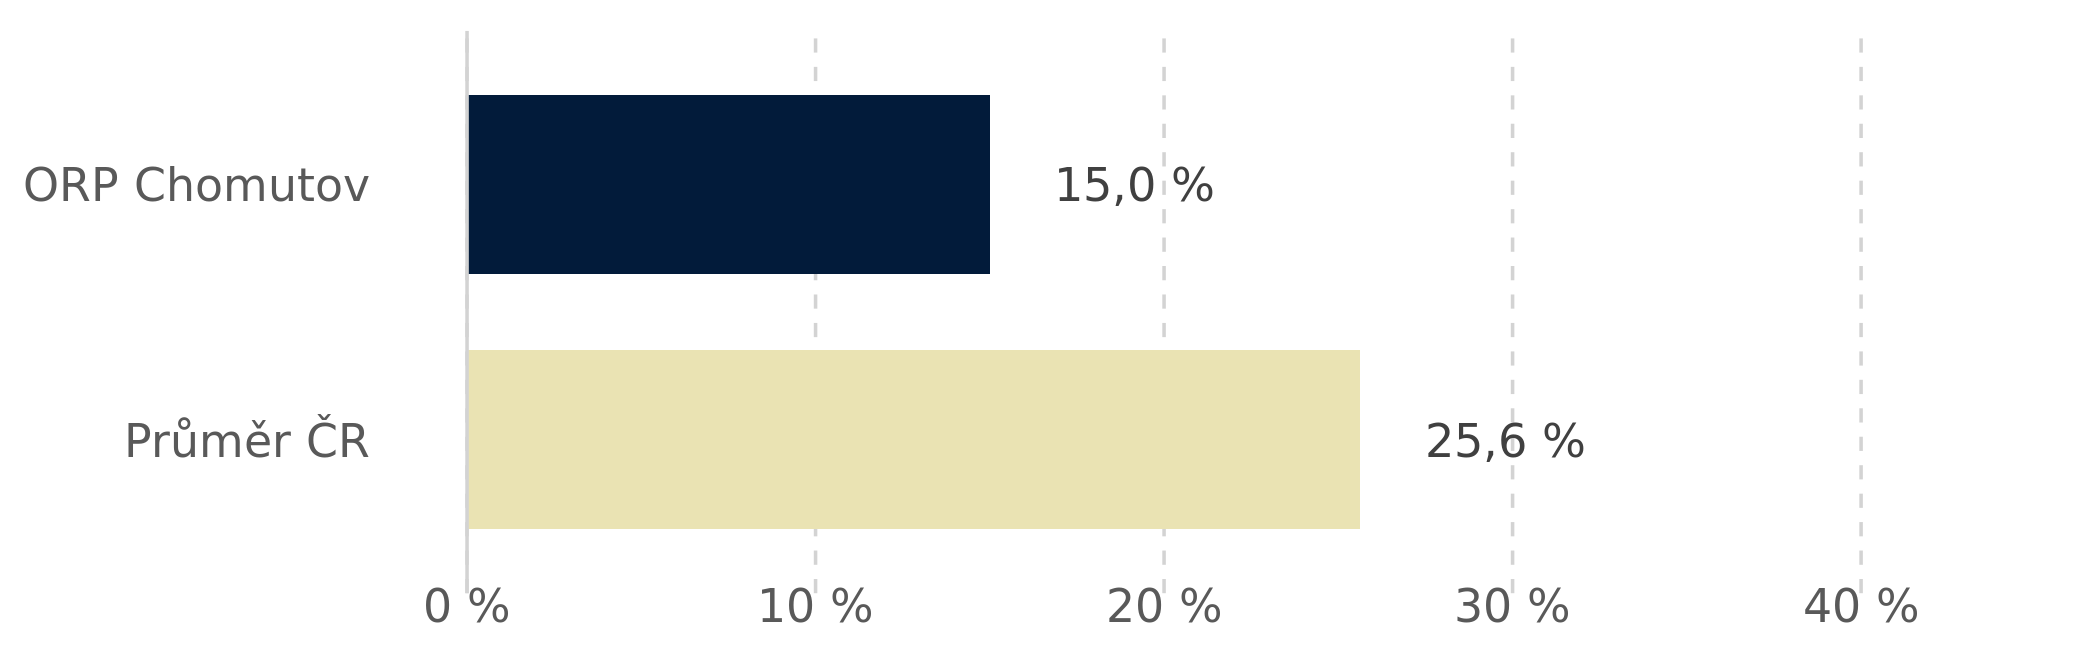 ORP Chomutov 15,0 %
Průměr ČR 25,6 %
0 % 10 % 20 % 30 % 40 %